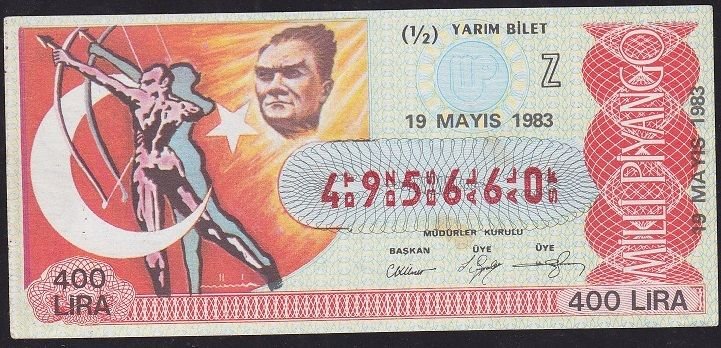 (½) YARIM BİLET
Z
19 MAYIS 1983
4 9 5 6 6 0
MÜDÜRLER KURULU
BAŞKAN ÜYE ÜYE
400
LİRA
400 LİRA
MİLLİ PİYANGO
19 MAYIS 1983